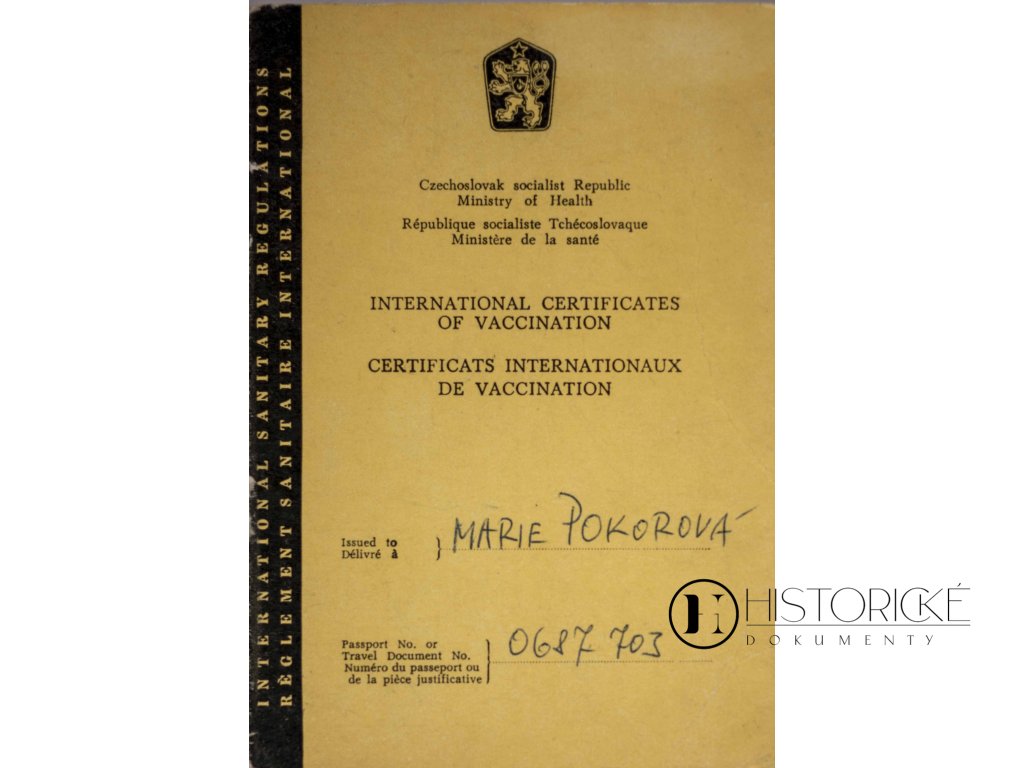 INTERNATIONAL SANITARY REGULATIONS
RÈGLEMENT SANITAIRE INTERNATIONAL
Czechoslovak socialist Republic
Ministry of Health
République socialiste Tchécoslovaque
Ministère de la santé
INTERNATIONAL CERTIFICATES
OF VACCINATION
CERTIFICATS INTERNATIONAUX
DE VACCINATION
Issued to
Délivré à
MARIE POKOROVÁ
Passport No. or
Travel Document No.
Numéro du passeport ou
de la pièce justificative
0687 703
HISTORICKÉ
DOKUMENTY